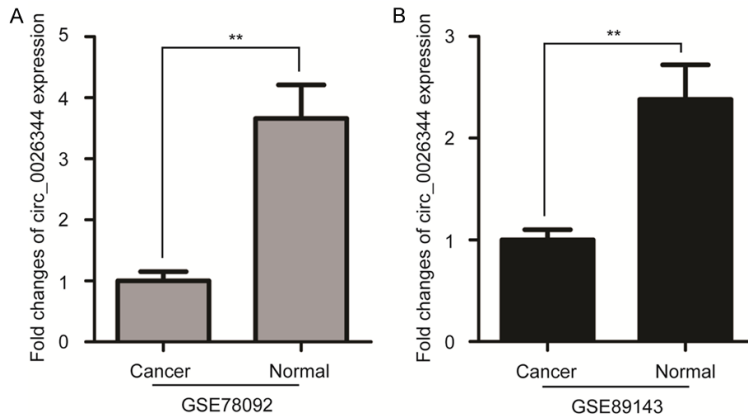 A
Fold changes of circ_0026344 expression
5
4
3
2
1
0
**
Cancer Normal
GSE78092
B
Fold changes of circ_0026344 expression
3
2
1
0
**
Cancer Normal
GSE89143